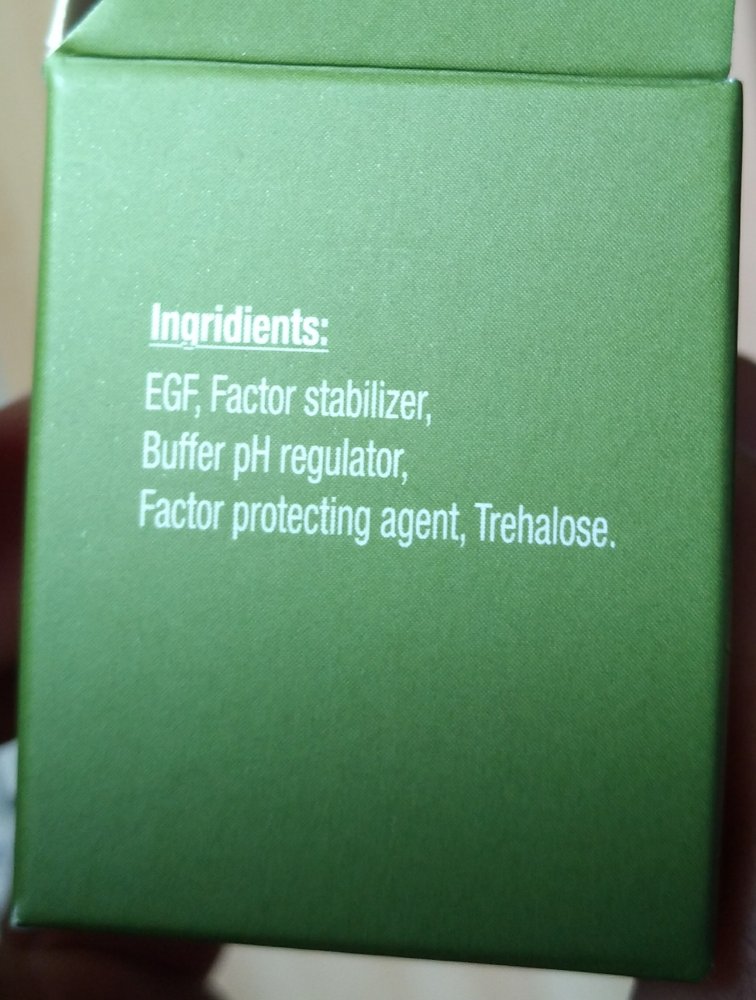 Ingridients:
EGF, Factor stabilizer,
Buffer pH regulator,
Factor protecting agent, Trehalose.